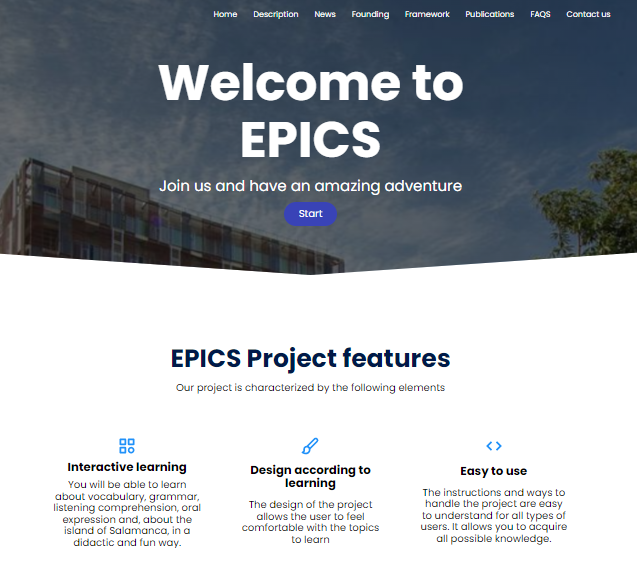 Home Description News Founding Framework Publications FAQS Contact us
Welcome to
EPICS
Join us and have an amazing adventure
Start
EPICS Project features
Our project is characterized by the following elements
Interactive learning
You will be able to learn
about vocabulary, grammar,
listening comprehension, oral
expression and, about the
island of Salamanca, in a
didactic and fun way.
Design according to
learning
The design of the project
allows the user to feel
comfortable with the topics
to learn
Easy to use
The instructions and ways to
handle the project are easy
to understand for all types of
users. It allows you to acquire
all possible knowledge.